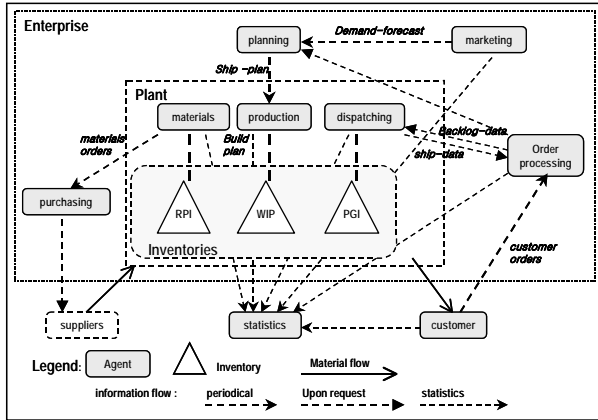 Enterprise
planning
Demand-forecast
marketing
Ship -plan
Plant
materials
production
dispatching
materials
orders
Build
plan
Backlog-data
ship-data
Order
processing
purchasing
RPI
WIP
PGI
Inventories
customer
orders
suppliers
statistics
customer
Legend:
Agent
Inventory
Material flow
information flow :
periodical
Upon request
statistics